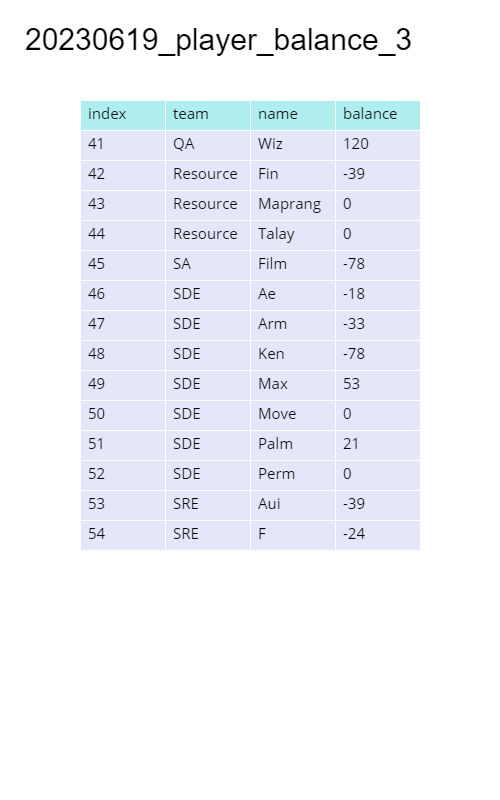 20230619_player_balance_3
index team name balance
41 QA Wiz 120
42 Resource Fin -39
43 Resource Maprang 0
44 Resource Talay 0
45 SA Film -78
46 SDE Ae -18
47 SDE Arm -33
48 SDE Ken -78
49 SDE Max 53
50 SDE Move 0
51 SDE Palm 21
52 SDE Perm 0
53 SRE Aui -39
54 SRE F -24